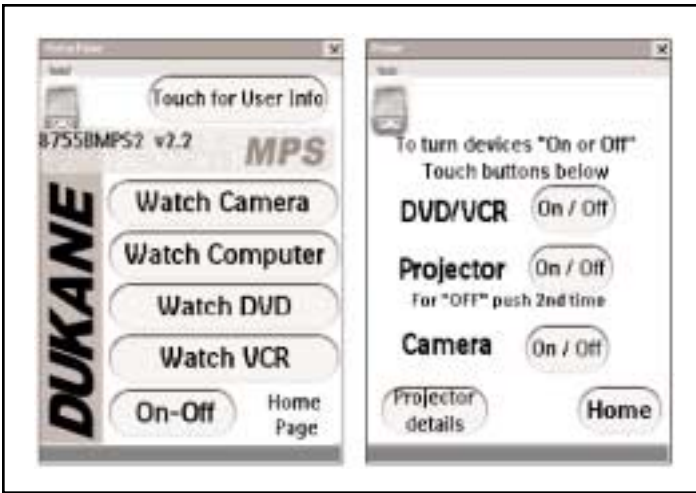 Touch for User Info
8755BMPS2 v2.2
MPS
DUKANE
Watch Camera
Watch Computer
Watch DVD
Watch VCR
On-Off
Home
Page
To turn devices "On or Off"
Touch buttons below
DVD/VCR
On / Off
Projector
On / Off
For "OFF" push 2nd time
Camera
On / Off
Projector
details
Home